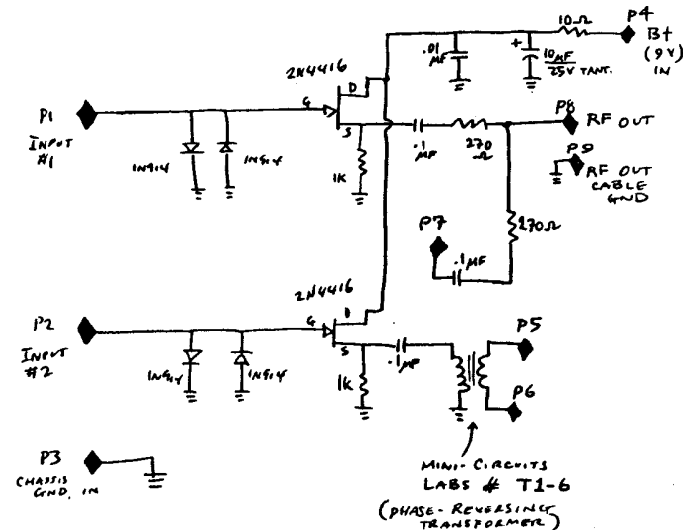 10Ω
P4
B+
(9V)
IN
.01
µF
+
10µF
25V TANT.
2N4416
D
G
S
P1
INPUT
#1
1N914
1N914
1K
.1
µF
270
Ω
P8
RF OUT
P9
RF OUT
CABLE
GND
P7
.1µF
270Ω
2N4416
D
G
S
P2
INPUT
#2
1N914
1N914
1K
.1µF
P5
P6
P3
CHASSIS
GND. IN
MINI-CIRCUITS
LABS # T1-6
(PHASE-REVERSING
TRANSFORMER)